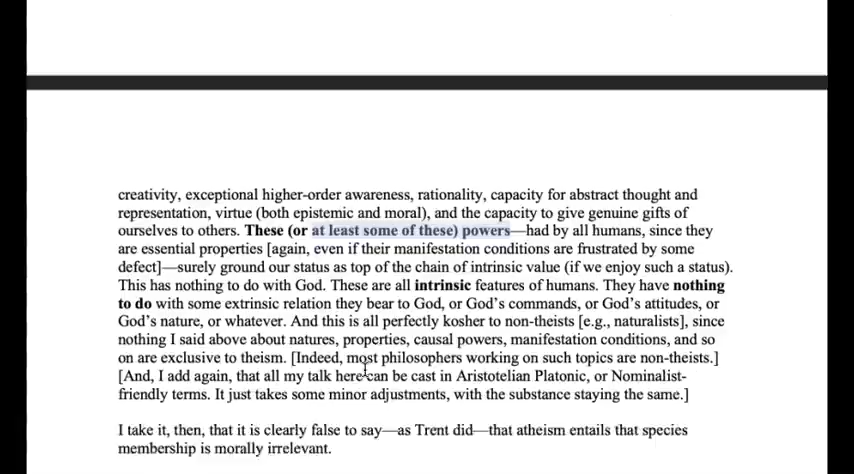 creativity, exceptional higher-order awareness, rationality, capacity for abstract thought and
representation, virtue (both epistemic and moral), and the capacity to give genuine gifts of
ourselves to others. These (or at least some of these) powers—had by all humans, since they
are essential properties [again, even if their manifestation conditions are frustrated by some
defect]—surely ground our status as top of the chain of intrinsic value (if we enjoy such a status).
This has nothing to do with God. These are all intrinsic features of humans. They have nothing
to do with some extrinsic relation they bear to God, or God's commands, or God's attitudes, or
God's nature, or whatever. And this is all perfectly kosher to non-theists [e.g., naturalists], since
nothing I said above about natures, properties, causal powers, manifestation conditions, and so
on are exclusive to theism. [Indeed, most philosophers working on such topics are non-theists.]
[And, I add again, that all my talk here can be cast in Aristotelian Platonic, or Nominalist-
friendly terms. It just takes some minor adjustments, with the substance staying the same.]
I take it, then, that it is clearly false to say—as Trent did—that atheism entails that species
membership is morally irrelevant.